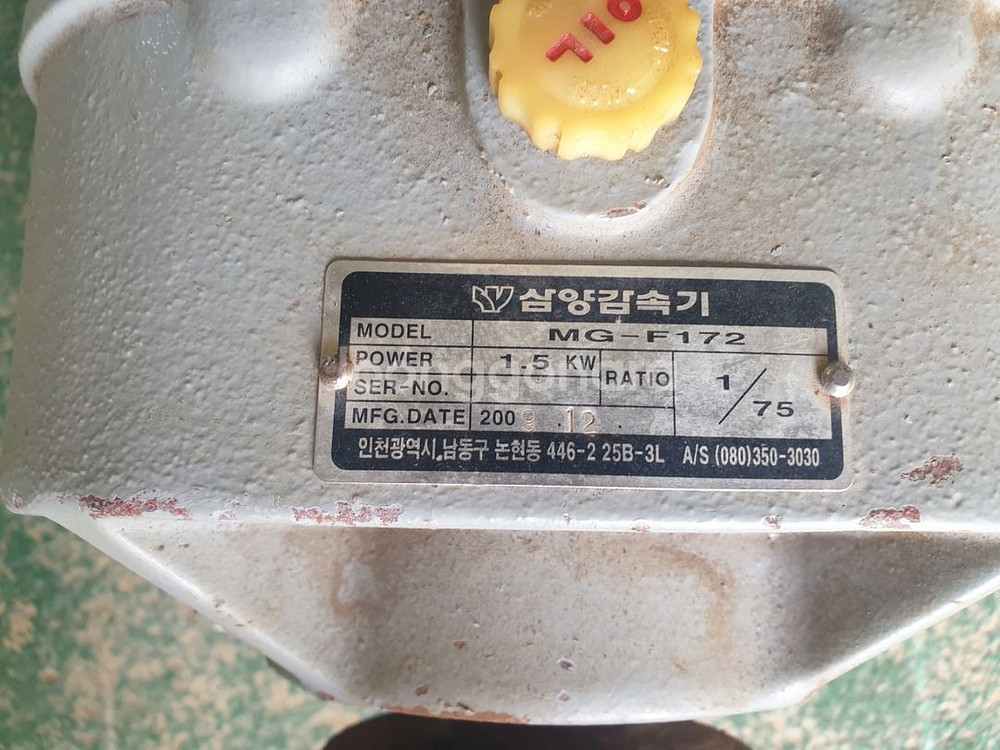 OIL
삼양감속기
MODEL MG-F172
POWER 1.5 KW RATIO 1/75
SER-NO.
MFG.DATE 2009.12.
인천광역시.남동구 논현동 446-2 25B-3L A/S (080)350-3030